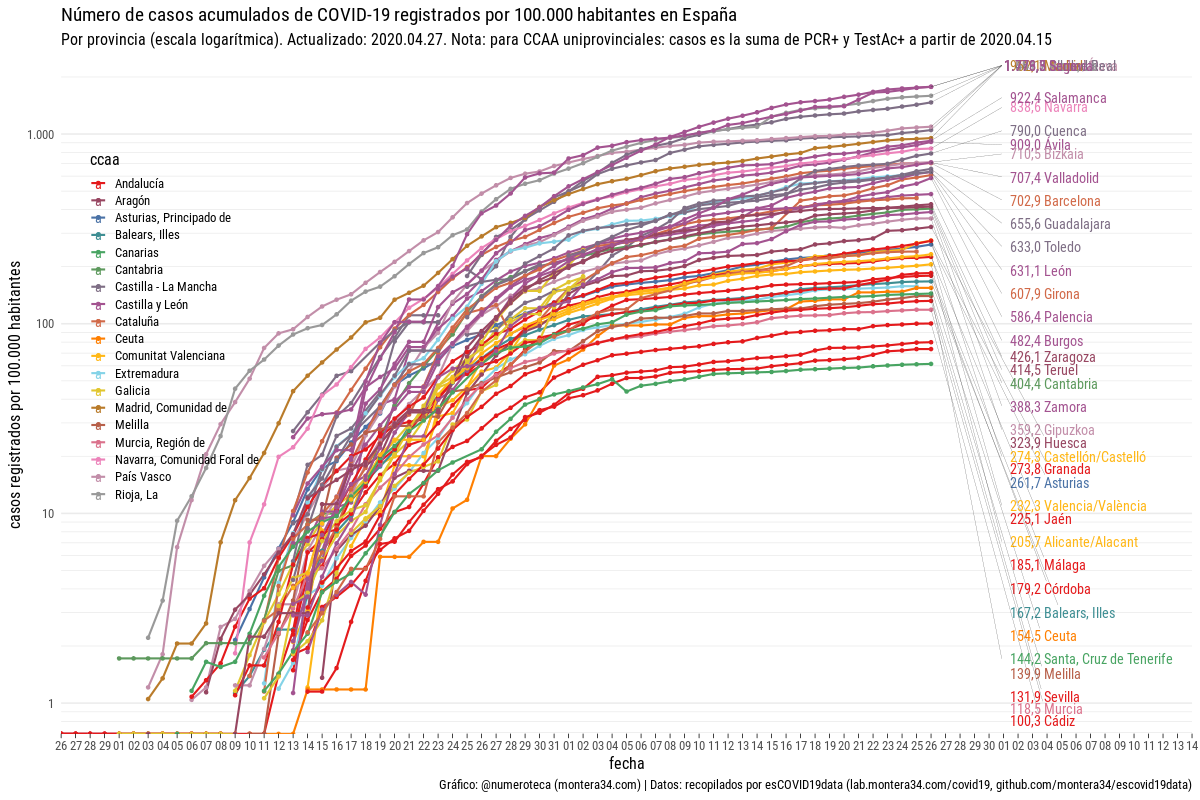 Número de casos acumulados de COVID-19 registrados por 100.000 habitantes en España
Por provincia (escala logarítmica). Actualizado: 2020.04.27. Nota: para CCAA uniprovinciales: casos es la suma de PCR+ y TestAc+ a partir de 2020.04.15
casos registrados por 100.000 habitantes
1.000
100
10
1
ccaa
Andalucía
Aragón
Asturias, Principado de
Balears, Illes
Canarias
Cantabria
Castilla - La Mancha
Castilla y León
Cataluña
Ceuta
Comunitat Valenciana
Extremadura
Galicia
Madrid, Comunidad de
Melilla
Murcia, Región de
Navarra, Comunidad Foral de
País Vasco
Rioja, La
922,4 Salamanca
838,6 Navarra
790,0 Cuenca
909,0 Ávila
710,5 Bizkaia
707,4 Valladolid
702,9 Barcelona
655,6 Guadalajara
633,0 Toledo
631,1 León
607,9 Girona
586,4 Palencia
482,4 Burgos
426,1 Zaragoza
414,5 Teruel
404,4 Cantabria
388,3 Zamora
359,2 Gipuzkoa
323,9 Huesca
274,3 Castellón/Castelló
273,8 Granada
261,7 Asturias
232,3 Valencia/València
225,1 Jaén
205,7 Alicante/Alacant
185,1 Málaga
179,2 Córdoba
167,2 Balears, Illes
154,5 Ceuta
144,2 Santa, Cruz de Tenerife
139,9 Melilla
131,9 Sevilla
118,5 Murcia
100,3 Cádiz
26 27 28 29 01 02 03 04 05 06 07 08 09 10 11 12 13 14 15 16 17 18 19 20 21 22 23 24 25 26 27 28 29 30 31 01 02 03 04 05 06 07 08 09 10 11 12 13 14 15 16 17 18 19 20 21 22 23 24 25 26 27 28 29 30 01 02 03 04 05 06 07 08 09 10 11 12 13 14
fecha
Gráfico: @numeroteca (montera34.com) | Datos: recopilados por esCOVID19data (lab.montera34.com/covid19, github.com/montera34/escovid19data)